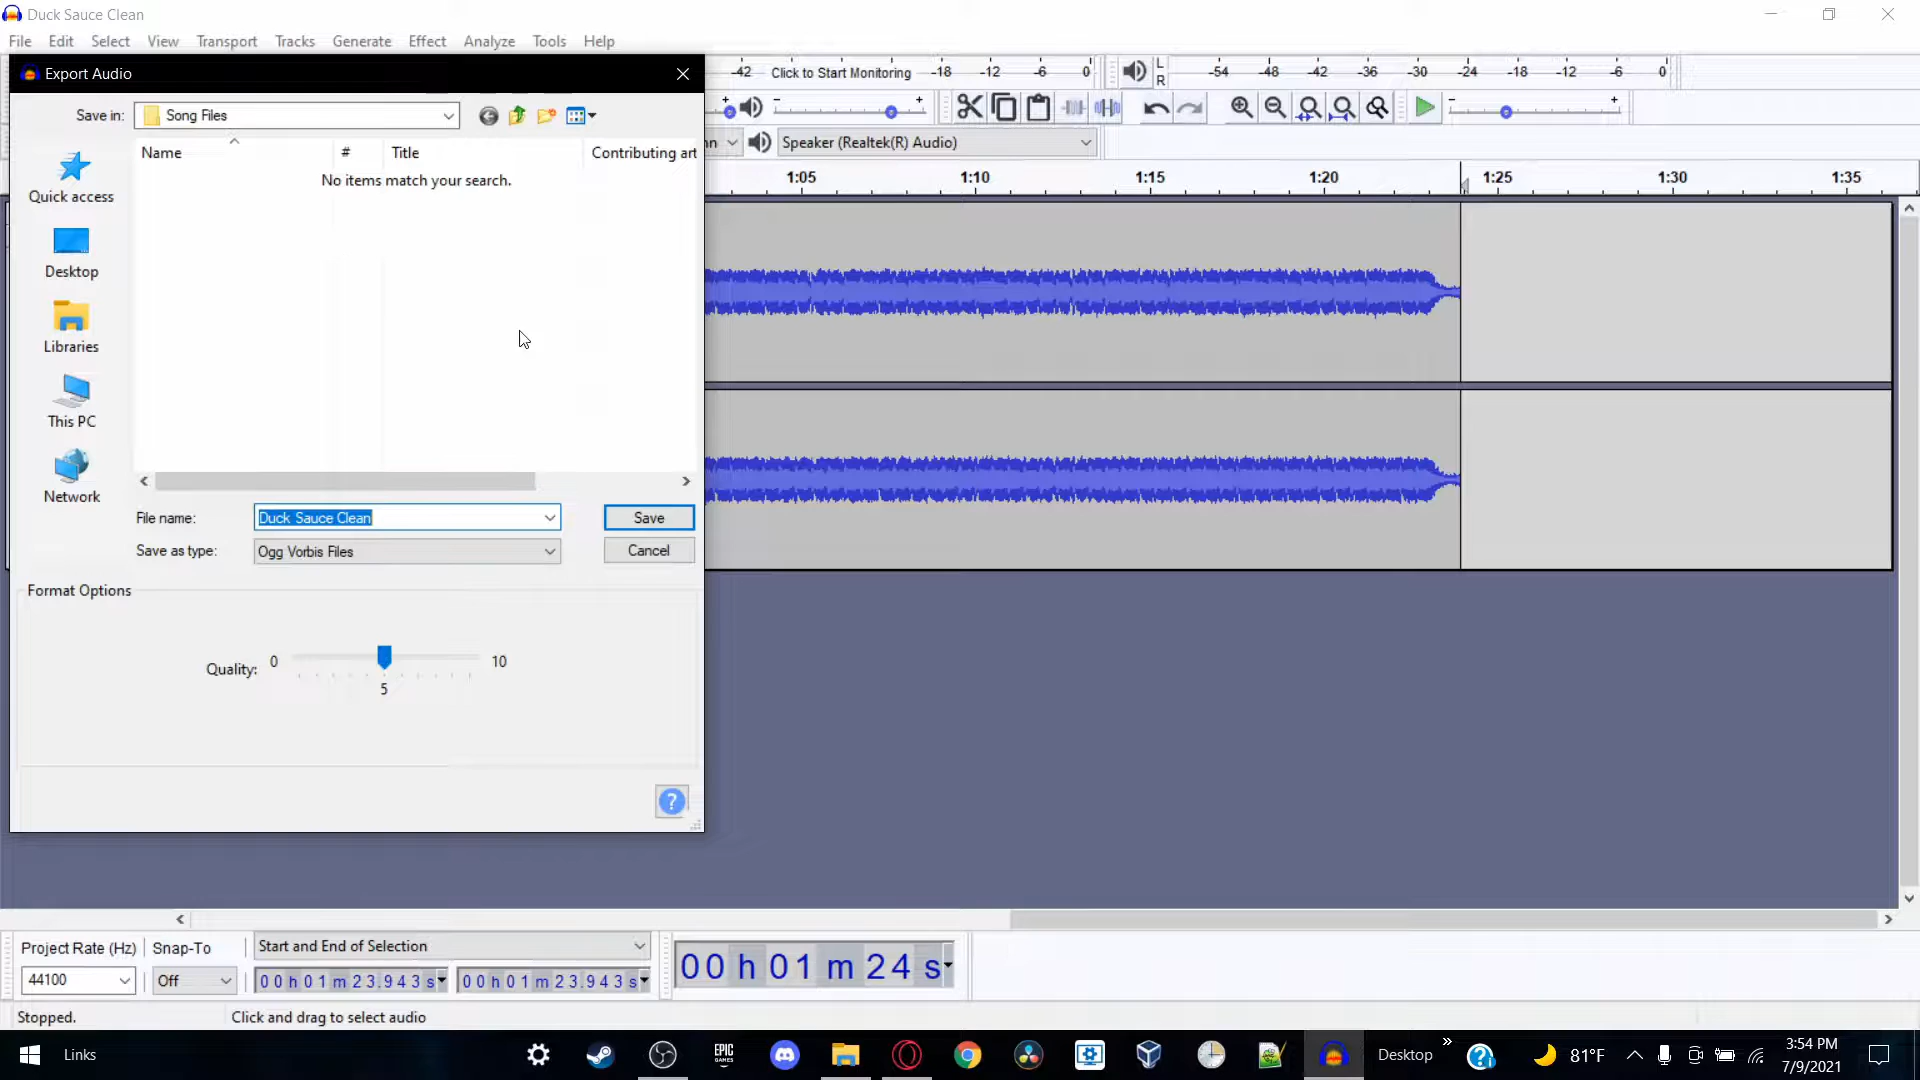 Duck Sauce Clean
File Edit Select View Transport Tracks Generate Effect Analyze Tools Help
Export Audio
-42 Click to Start Monitoring -18 -12 -6 0
L
R
-54 -48 -42 -36 -30 -24 -18 -12 -6 0
Save in: Song Files
Speaker (Realtek(R) Audio)
Name # Title Contributing art
No items match your search.
1:05 1:10 1:15 1:20 1:25 1:30 1:35
Quick access
Desktop
Libraries
This PC
Network
File name: Duck Sauce Clean Save
Save as type: Ogg Vorbis Files Cancel
Format Options
Quality: 0 10
5
?
Project Rate (Hz) Snap-To Start and End of Selection
44100 Off 00h01m23.943s 00h01m23.943s
00h01m24s
Stopped. Click and drag to select audio
Links
EPIC
GAMES
Desktop
81°F
3:54 PM
7/9/2021